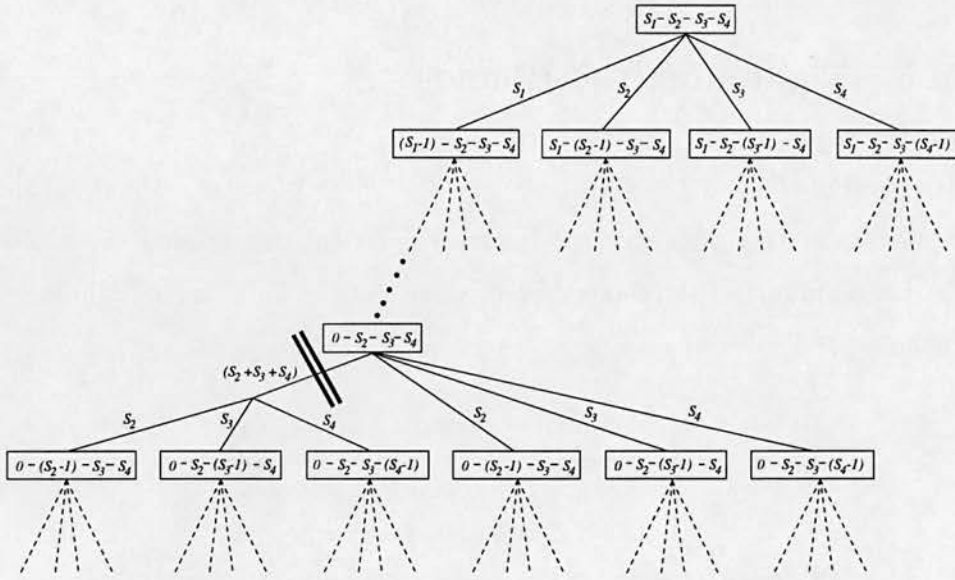 S1 - S2 - S3 - S4
S1 S2 S3 S4
(S1-1) - S2 - S3 - S4 S1 - (S2-1) - S3 - S4 S1 - S2 - (S3-1) - S4 S1 - S2 - S3 - (S4-1)
0 - S2 - S3 - S4
(S2 + S3 + S4)
S2 S3 S4 S2 S3 S4
0 - (S2-1) - S3 - S4 0 - S2 - (S3-1) - S4 0 - S2 - S3 - (S4-1) 0 - (S2-1) - S3 - S4 0 - S2 - (S3-1) - S4 0 - S2 - S3 - (S4-1)